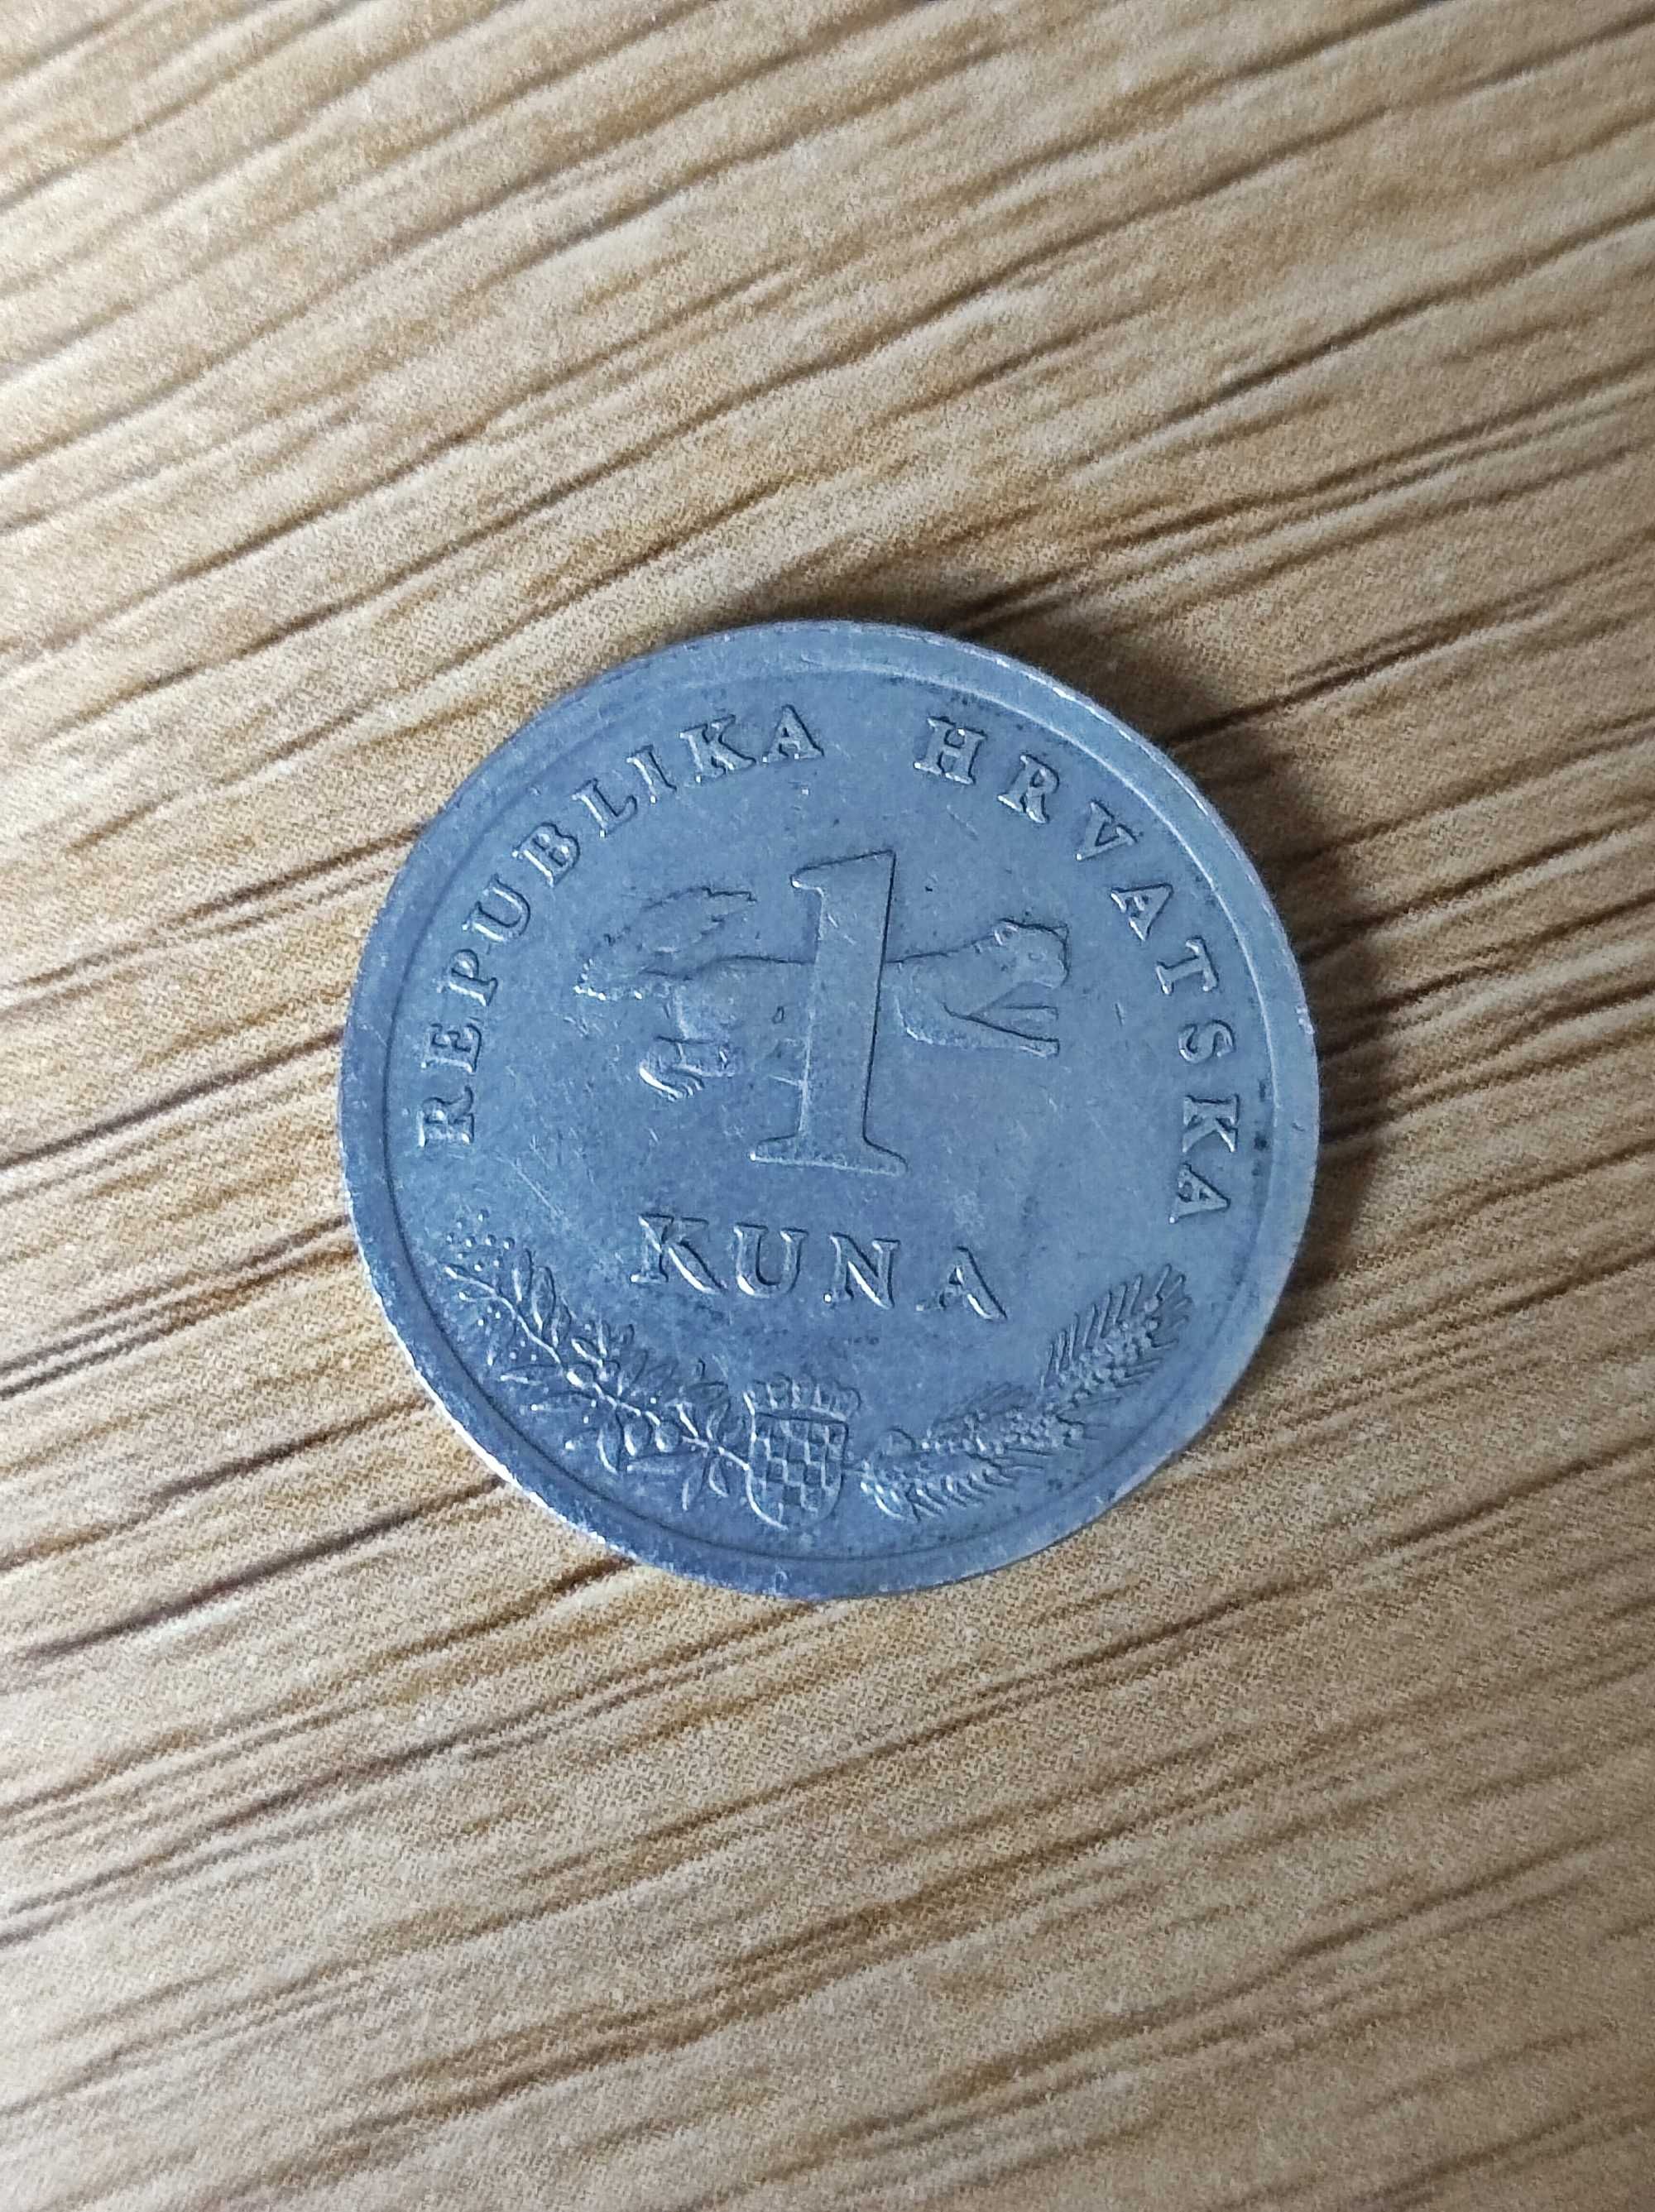 REPUBLIKA HRVATSKA
1
KUNA